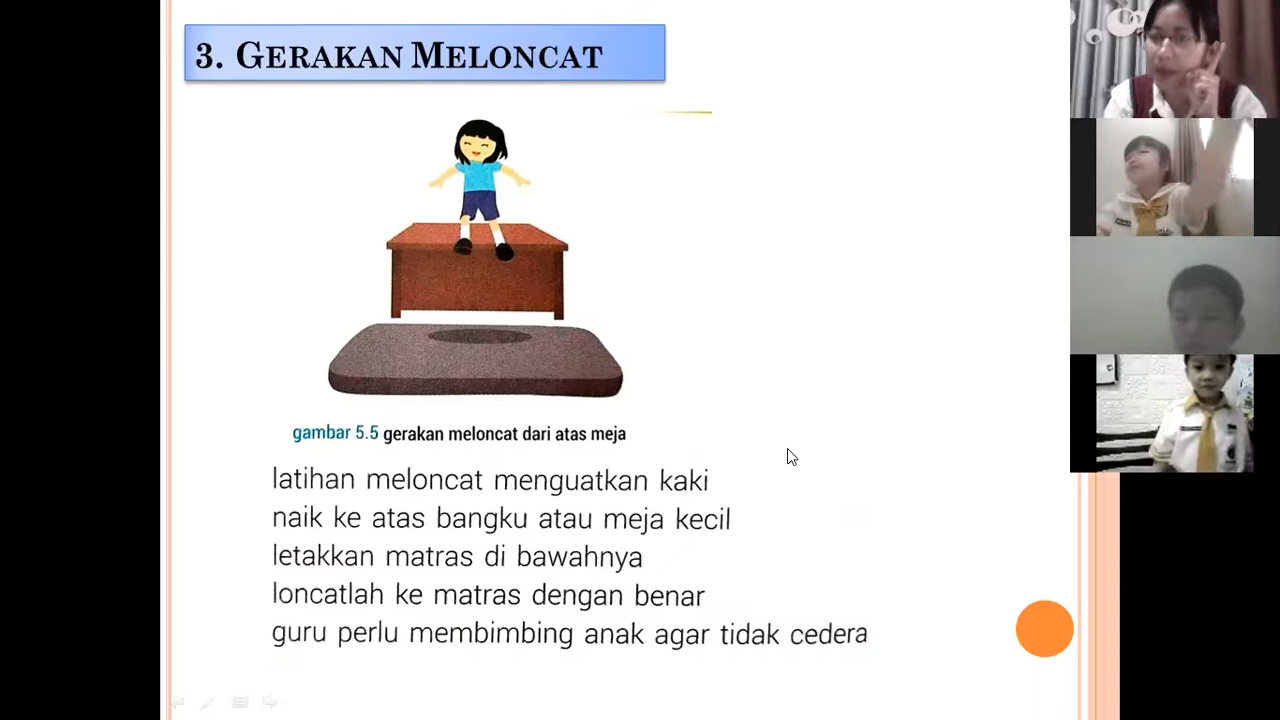 3. GERAKAN MELONCAT
gambar 5.5 gerakan meloncat dari atas meja
latihan meloncat menguatkan kaki
naik ke atas bangku atau meja kecil
letakkan matras di bawahnya
loncatlah ke matras dengan benar
guru perlu membimbing anak agar tidak cedera